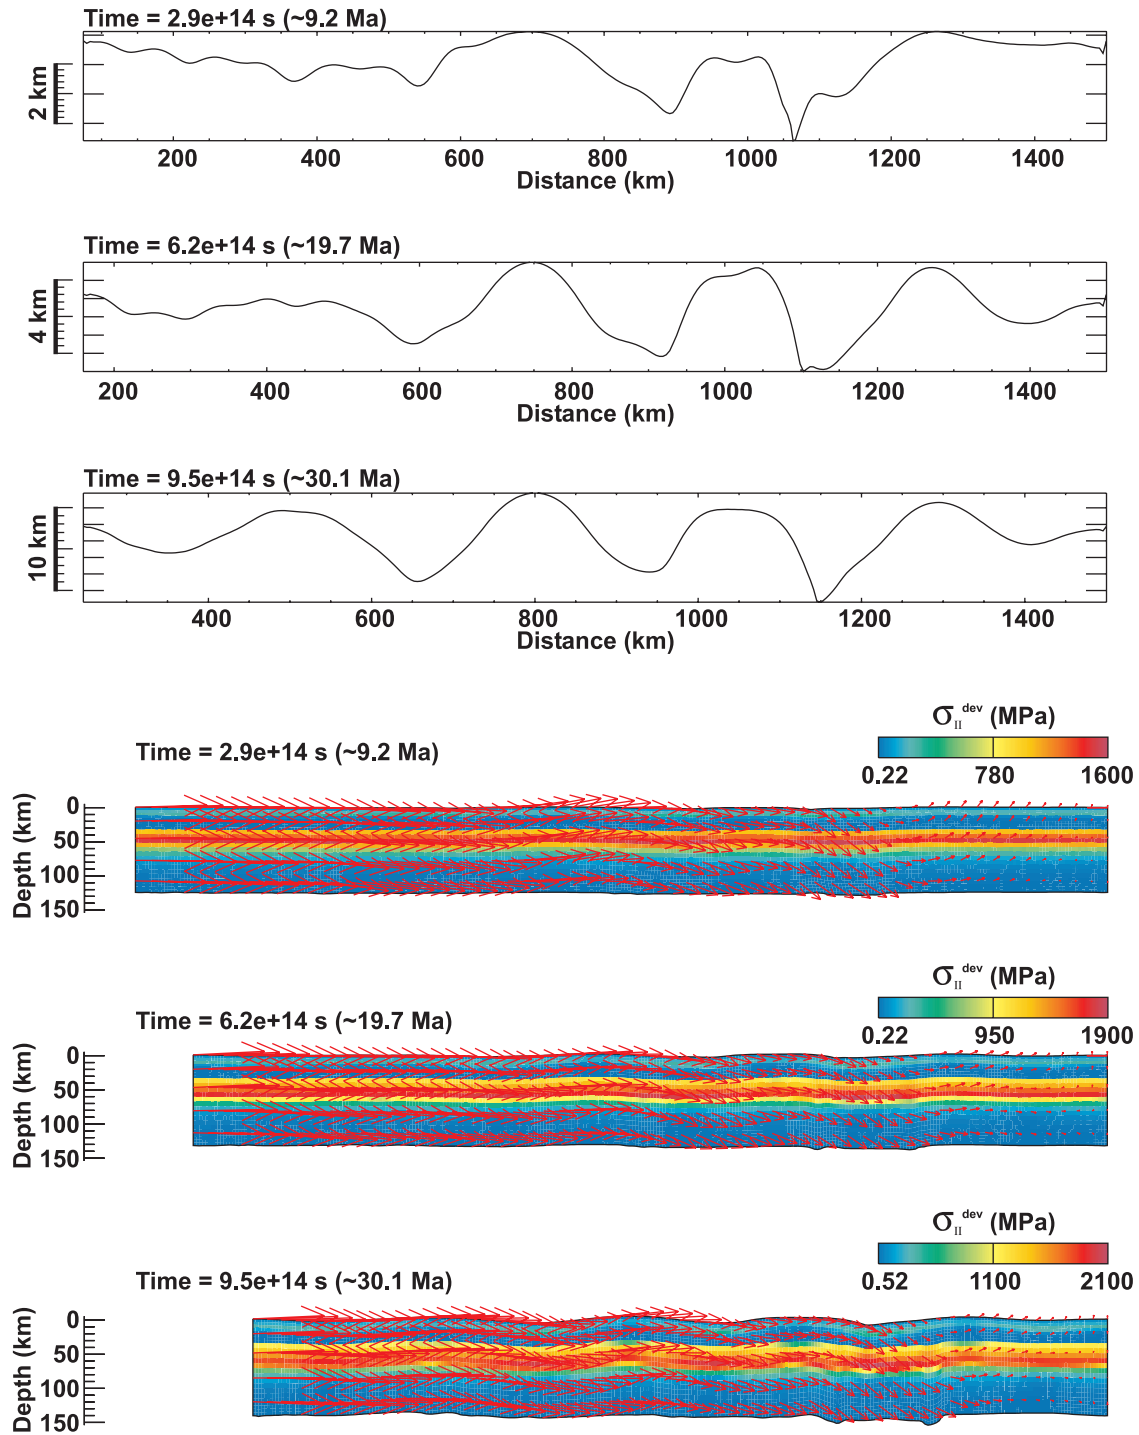 Time = 2.9e+14 s (~9.2 Ma)
2 km
200 400 600 800 1000 1200 1400
Distance (km)
Time = 6.2e+14 s (~19.7 Ma)
4 km
200 400 600 800 1000 1200 1400
Distance (km)
Time = 9.5e+14 s (~30.1 Ma)
10 km
400 600 800 1000 1200 1400
Distance (km)
σII dev (MPa)
Time = 2.9e+14 s (~9.2 Ma)
0.22 780 1600
Depth (km)
0
50
100
150
σII dev (MPa)
Time = 6.2e+14 s (~19.7 Ma)
0.22 950 1900
Depth (km)
0
50
100
150
σII dev (MPa)
Time = 9.5e+14 s (~30.1 Ma)
0.52 1100 2100
Depth (km)
0
50
100
150